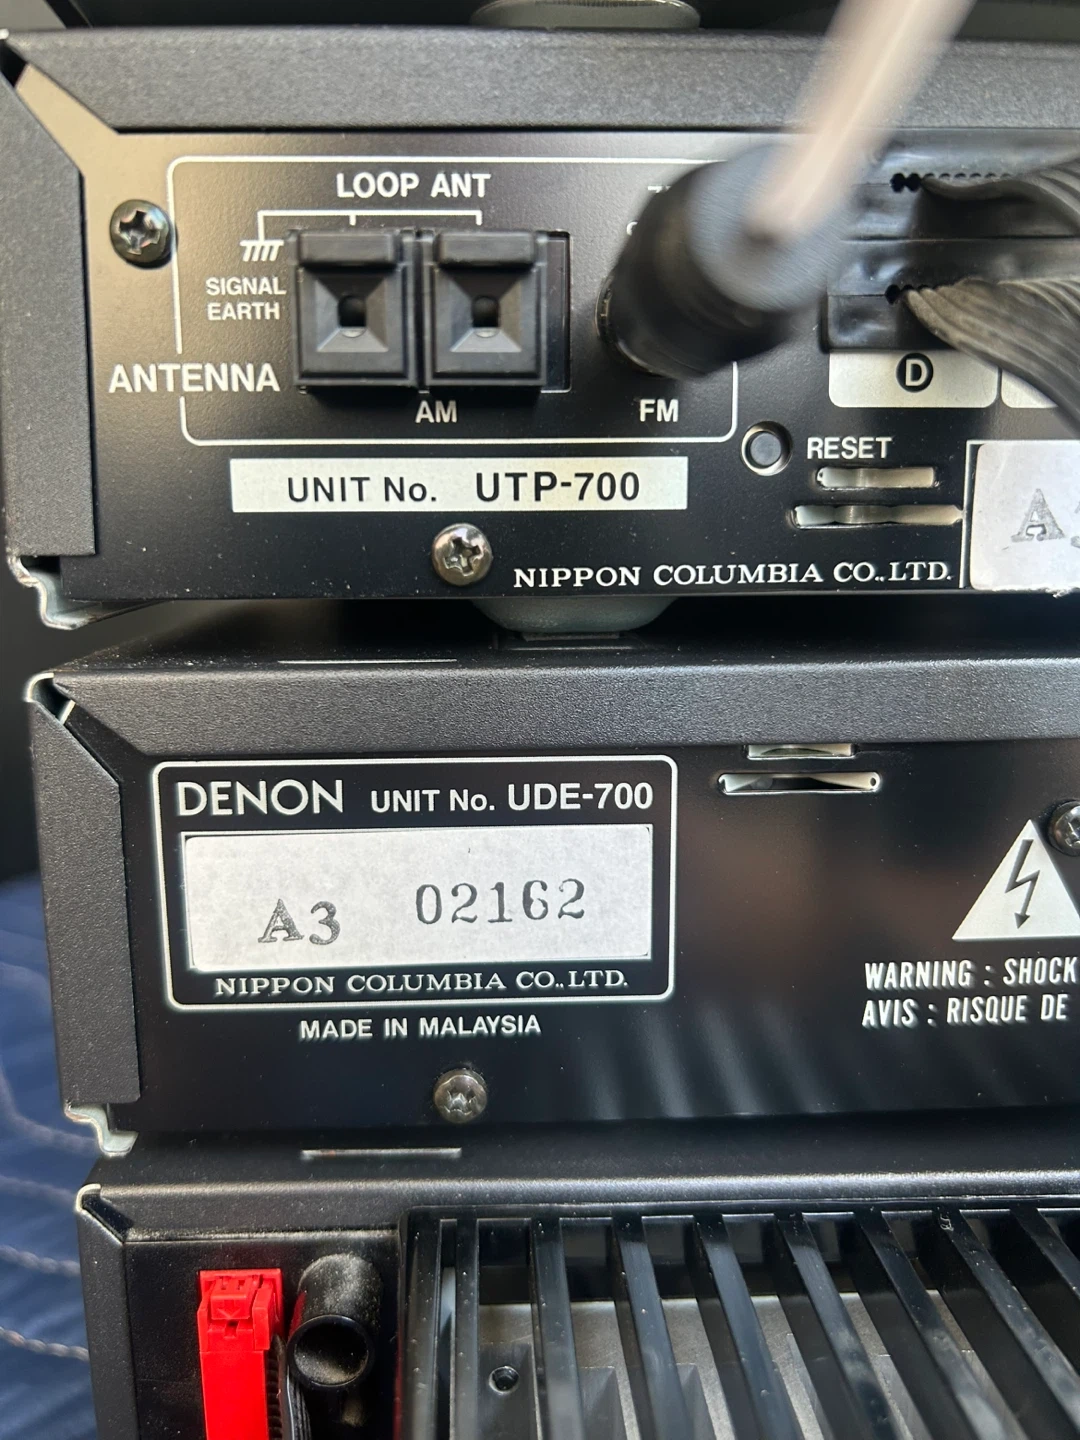 LOOP ANT
SIGNAL
EARTH
ANTENNA
AM
FM
D
RESET
UNIT No. UTP-700
NIPPON COLUMBIA CO.,LTD.
DENON UNIT No. UDE-700
A3 02162
NIPPON COLUMBIA CO.,LTD.
MADE IN MALAYSIA
WARNING : SHOCK
AVIS : RISQUE DE